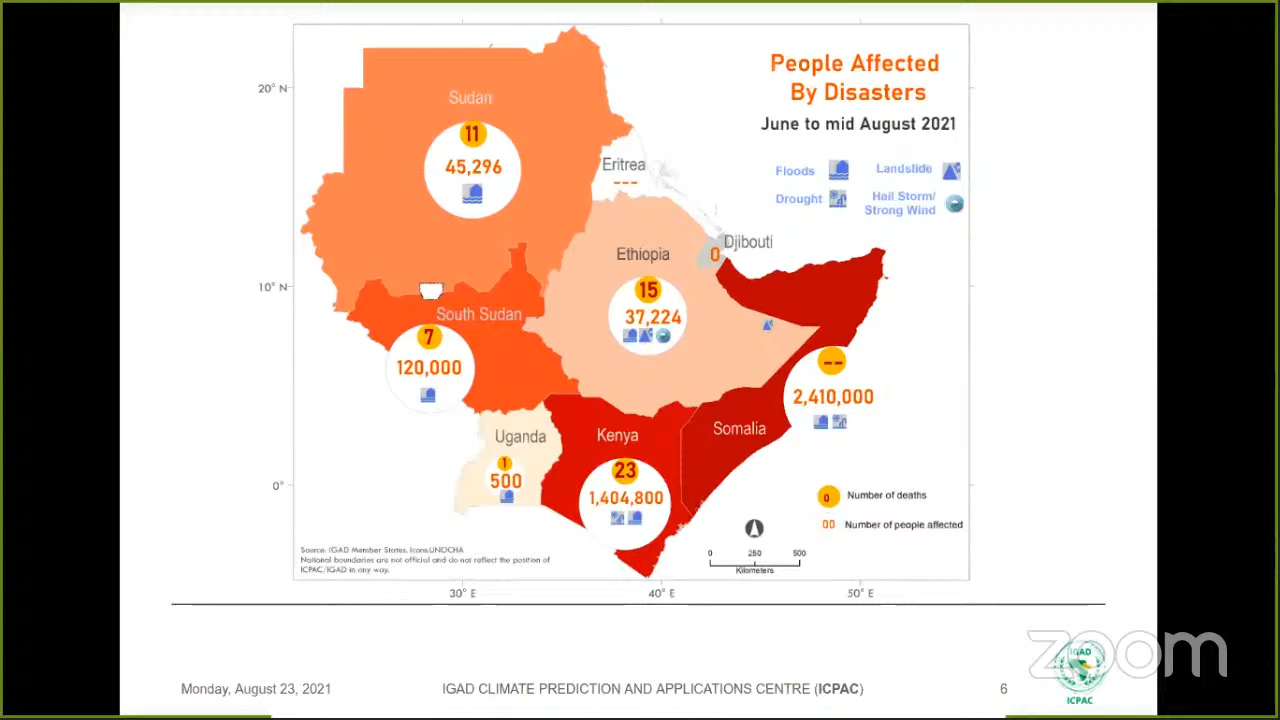 People Affected
By Disasters
June to mid August 2021
Floods
Landslide
Drought
Hail Storm/
Strong Wind
20° N
10° N
0°
Sudan
11
45,296
Eritrea
---
Djibouti
0
Ethiopia
15
37,224
South Sudan
7
120,000
--
2,410,000
Somalia
Uganda
1
500
Kenya
23
1,404,800
0 Number of deaths
00 Number of people affected
0 250 500
Kilometers
Source: IGAD Member States. Icons:UNOCHA
National boundaries are not official and do not reflect the position of
ICPAC/IGAD in any way.
30° E
40° E
50° E
zoom
IGAD
ICPAC
Monday, August 23, 2021
IGAD CLIMATE PREDICTION AND APPLICATIONS CENTRE (ICPAC)
6